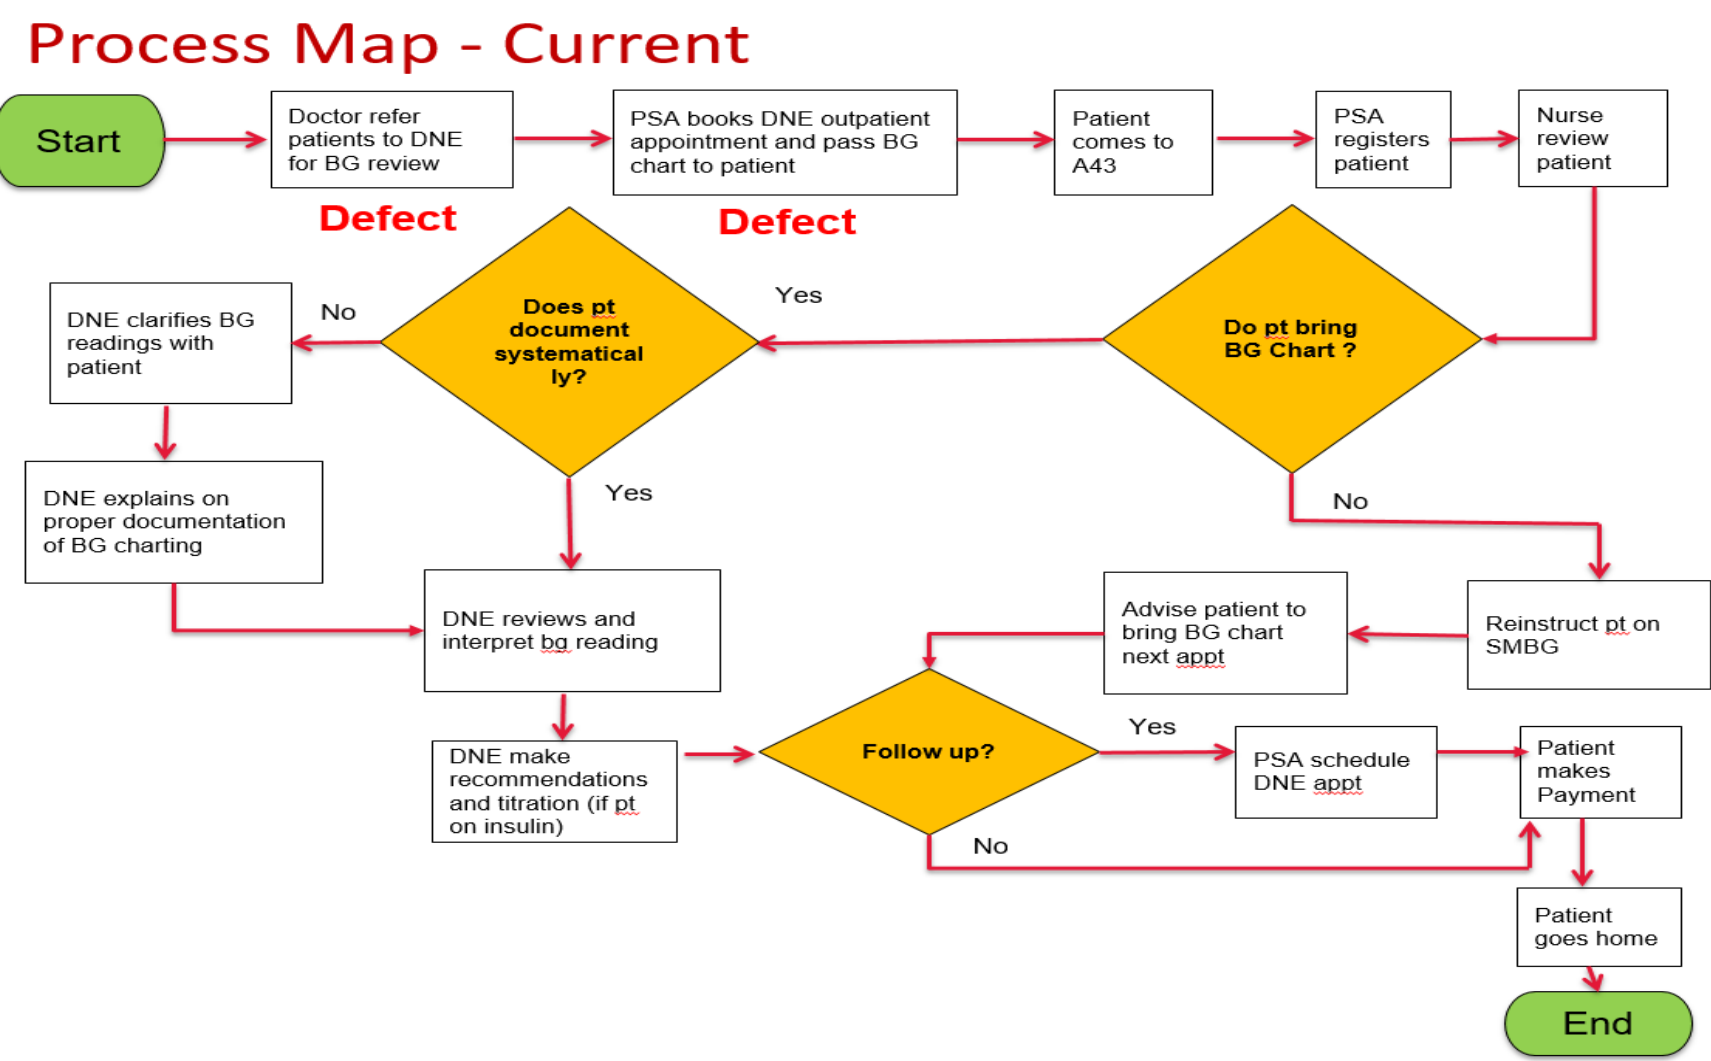 Process Map - Current
Start
Doctor refer
patients to DNE
for BG review
PSA books DNE outpatient
appointment and pass BG
chart to patient
Patient
comes to
A43
PSA
registers
patient
Nurse
review
patient
Defect
Defect
Do pt bring
BG Chart ?
Yes
Does pt
document
systematical
ly?
No
DNE clarifies BG
readings with
patient
DNE explains on
proper documentation
of BG charting
Yes
DNE reviews and
interpret bg reading
DNE make
recommendations
and titration (if pt
on insulin)
No
Reinstruct pt on
SMBG
Advise patient to
bring BG chart
next appt
Follow up?
Yes
PSA schedule
DNE appt
Patient
makes
Payment
No
Patient
goes home
End